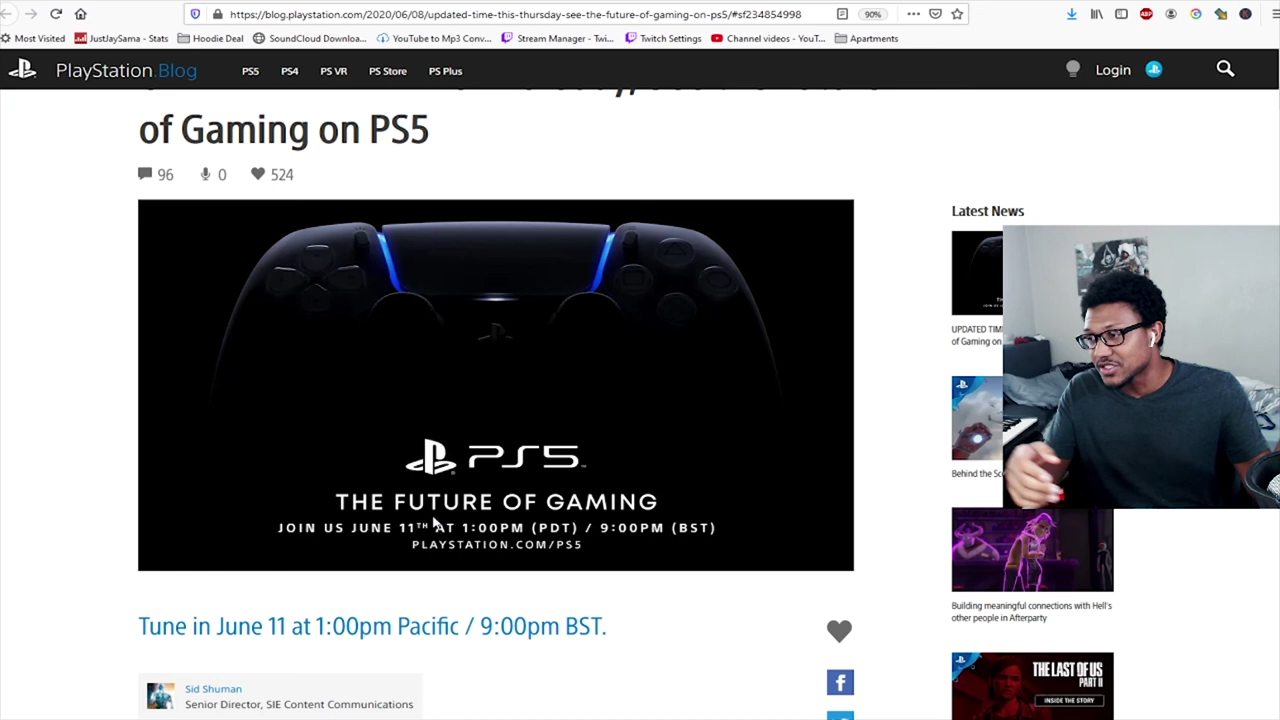 https://blog.playstation.com/2020/06/08/updated-time-this-thursday-see-the-future-of-gaming-on-ps5/#sf234854998
90%
Most Visited
JustJaySama - Stats
Hoodie Deal
SoundCloud Downloa...
YouTube to Mp3 Conv...
Stream Manager - Twi...
Twitch Settings
Channel videos - YouT...
Apartments
PlayStation.Blog
PS5
PS4
PS VR
PS Store
PS Plus
Login
of Gaming on PS5
96
0
524
Latest News
PS5
THE FUTURE OF GAMING
JOIN US JUNE 11TH AT 1:00PM (PDT) / 9:00PM (BST)
PLAYSTATION.COM/PS5
UPDATED TIM
of Gaming on
Behind the Sc
Building meaningful connections with Hell's
other people in Afterparty
THE LAST OF US
PART II
INSIDE THE STORY
Tune in June 11 at 1:00pm Pacific / 9:00pm BST.
Sid Shuman
Senior Director, SIE Content Communications